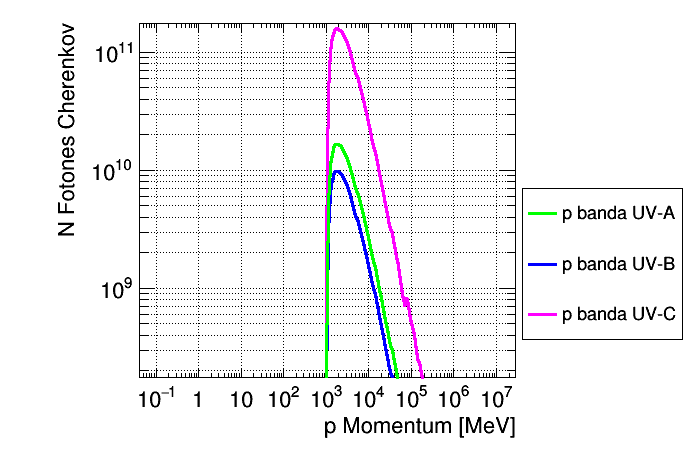 N Fotones Cherenkov
10¹¹
10¹⁰
10⁹
10⁻¹ 1 10 10² 10³ 10⁴ 10⁵ 10⁶ 10⁷
p Momentum [MeV]
p banda UV-A
p banda UV-B
p banda UV-C